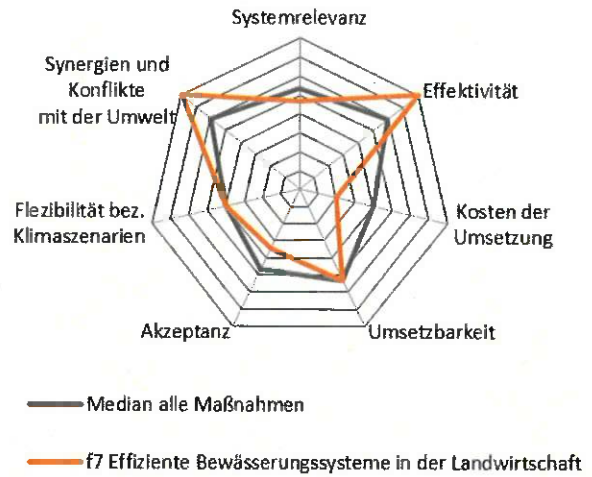 Systemrelevanz
Synergien und
Konflikte
mit der Umwelt
Effektivität
Flezibilität bez.
Klimaszenarien
Kosten der
Umsetzung
Akzeptanz
Umsetzbarkeit
Median alle Maßnahmen
f7 Effiziente Bewässerungssysteme in der Landwirtschaft